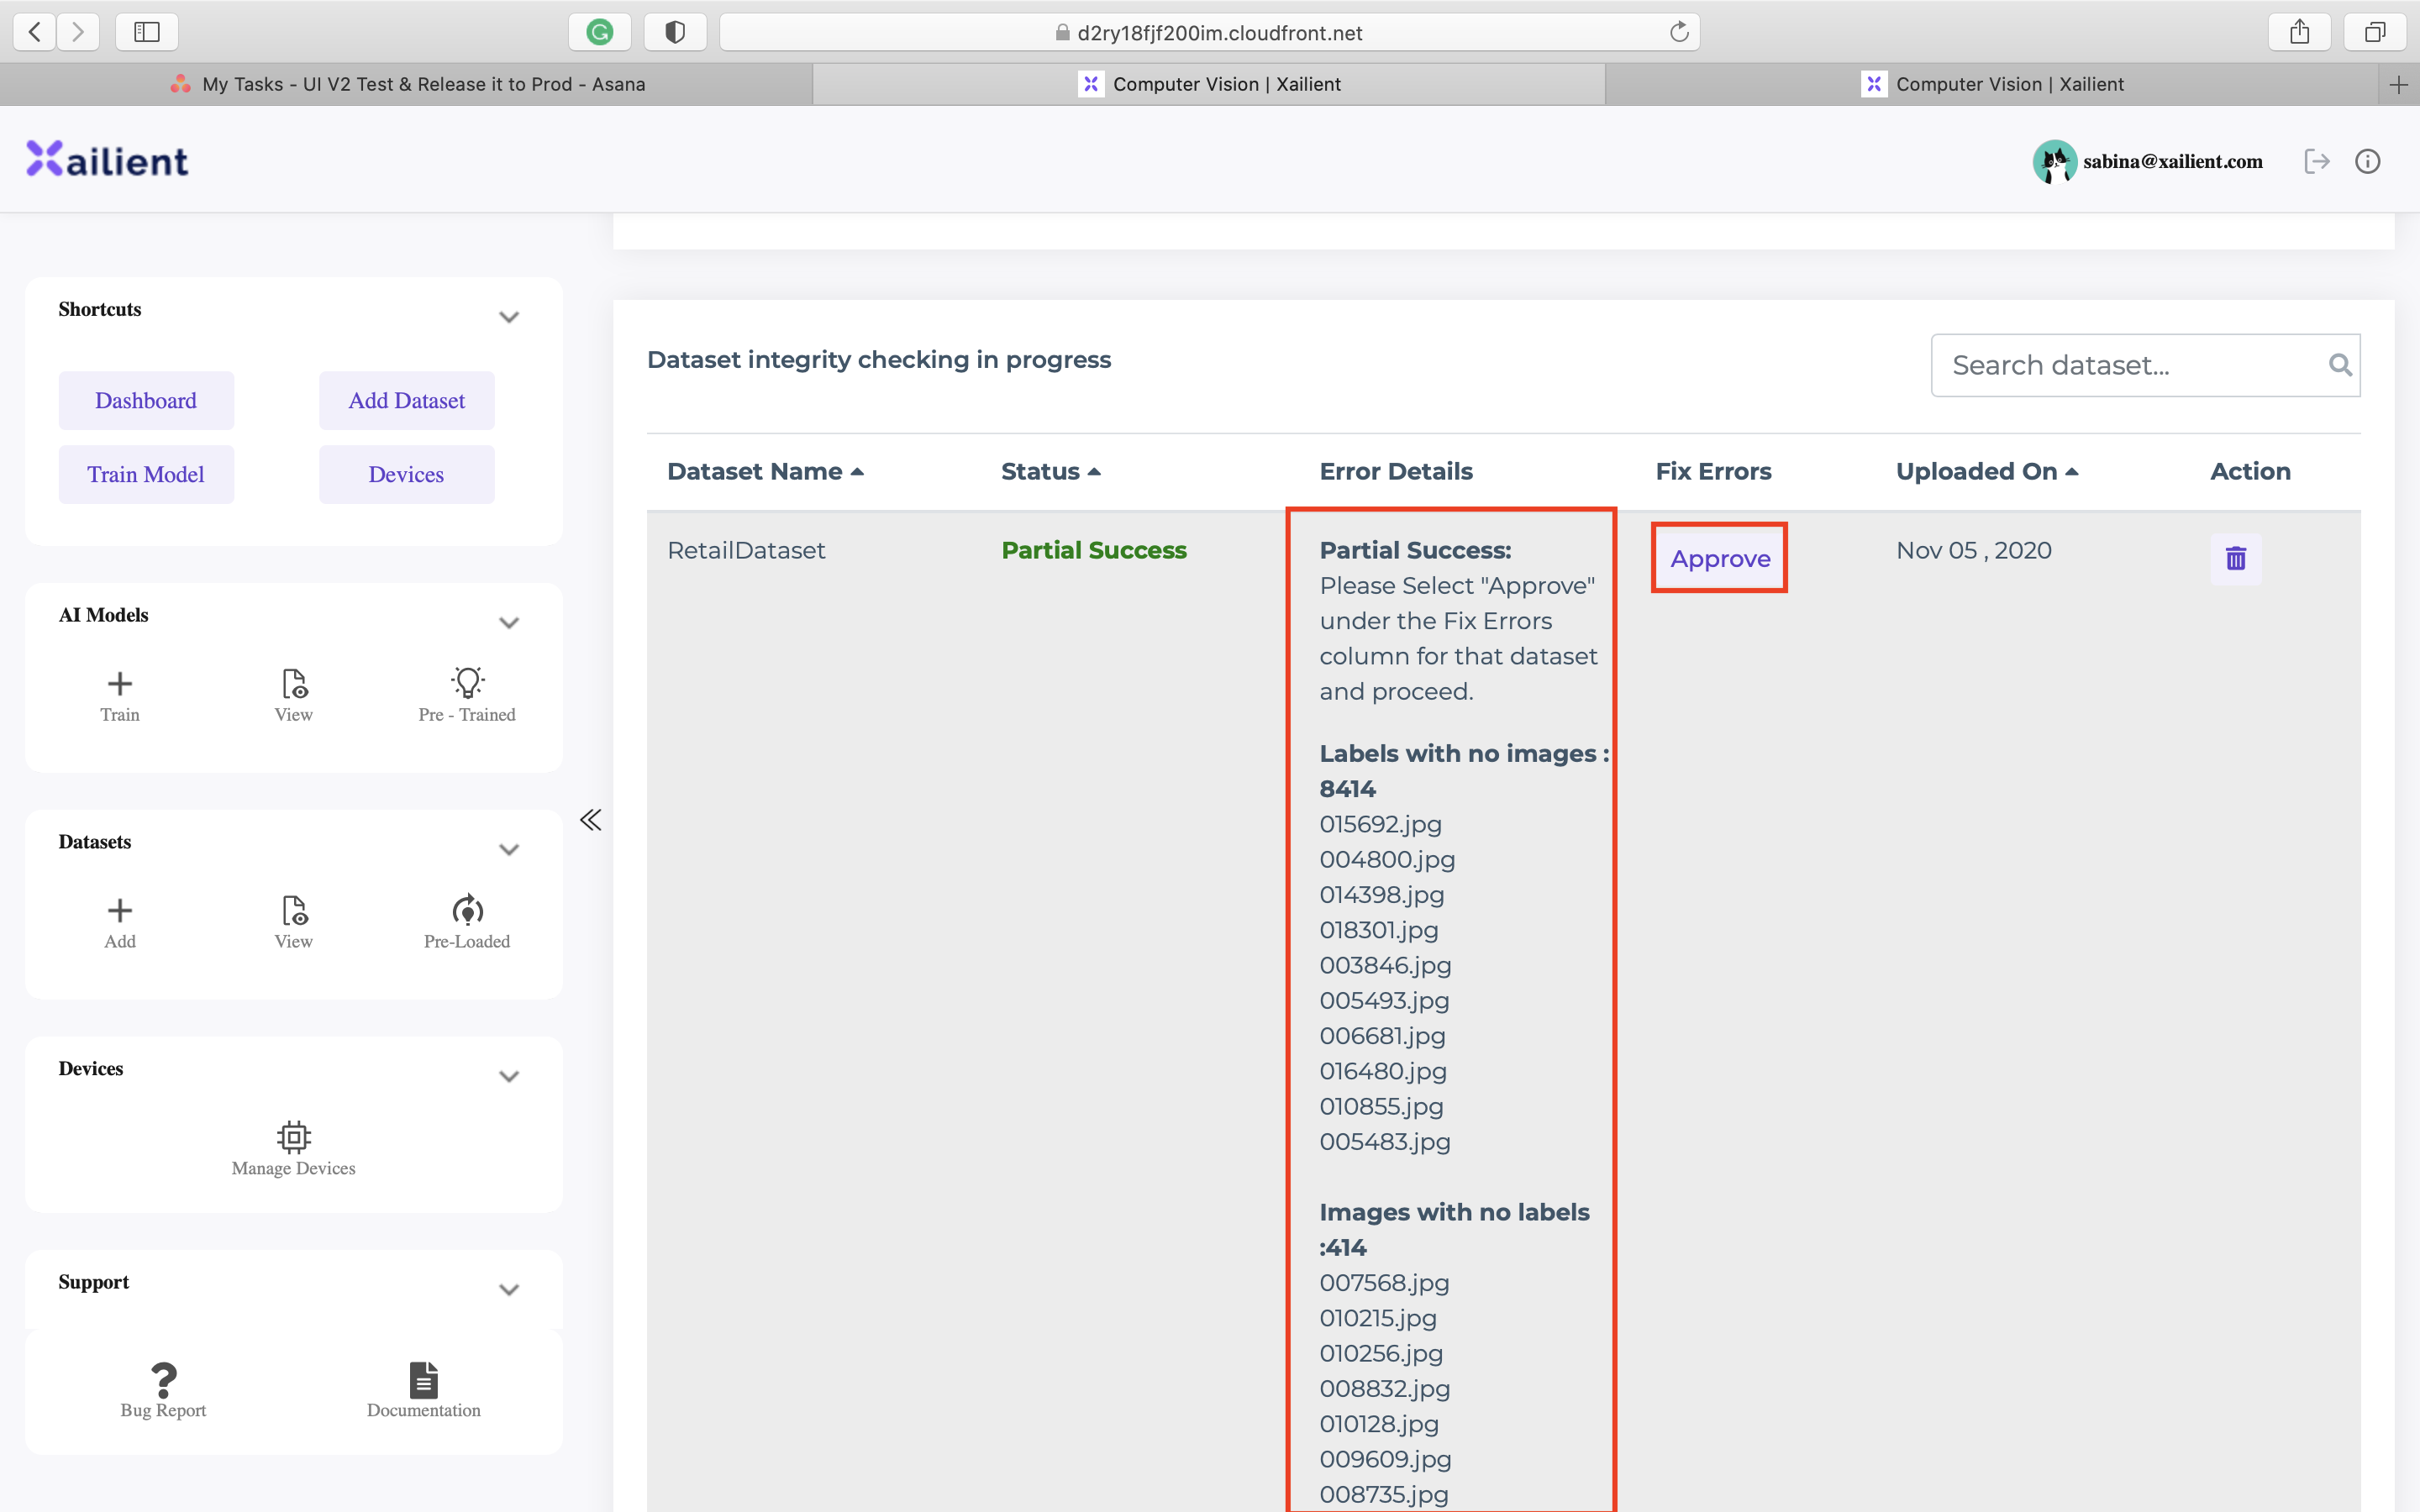 d2ry18fjf200im.cloudfront.net
My Tasks - UI V2 Test & Release it to Prod - Asana
Computer Vision | Xailient
Computer Vision | Xailient
Xailient
sabina@xailient.com
Shortcuts
Dashboard
Add Dataset
Train Model
Devices
AI Models
Train
View
Pre - Trained
Datasets
Add
View
Pre-Loaded
Devices
Manage Devices
Support
Bug Report
Documentation
Dataset integrity checking in progress
Search dataset...
Dataset Name
Status
Error Details
Fix Errors
Uploaded On
Action
RetailDataset
Partial Success
Partial Success:
Please Select "Approve"
under the Fix Errors
column for that dataset
and proceed.
Labels with no images :
8414
015692.jpg
004800.jpg
014398.jpg
018301.jpg
003846.jpg
005493.jpg
006681.jpg
016480.jpg
010855.jpg
005483.jpg
Images with no labels
:414
007568.jpg
010215.jpg
010256.jpg
008832.jpg
010128.jpg
009609.jpg
008735.jpg
Approve
Nov 05 , 2020